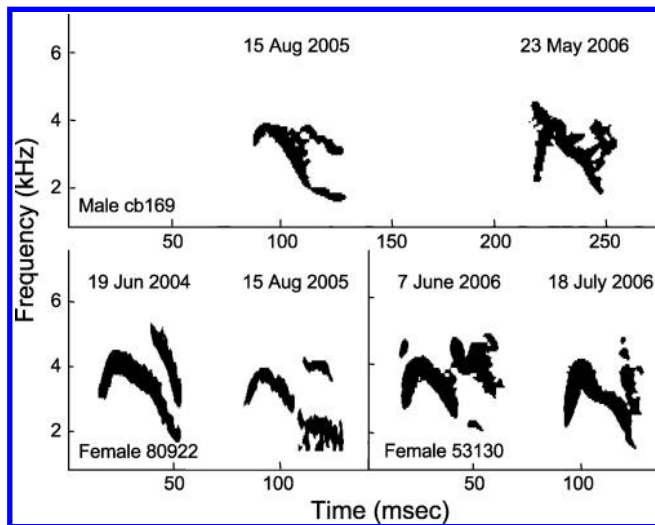 6
15 Aug 2005
23 May 2006
4
2
Male cb169
50
100
150
200
250
Frequency (kHz)
6
19 Jun 2004
15 Aug 2005
7 June 2006
18 July 2006
4
2
Female 80922
Female 53130
50
100
50
100
Time (msec)